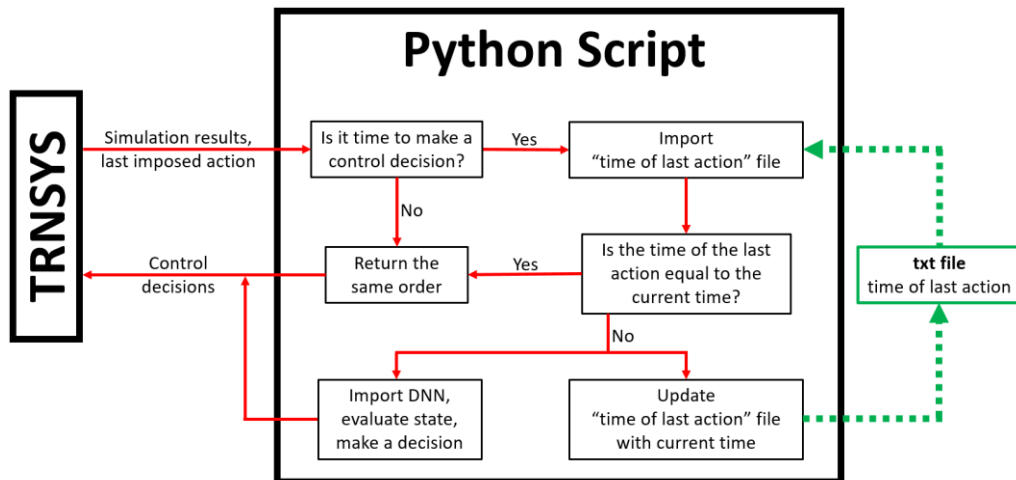 Python Script
TRNSYS
Simulation results,
last imposed action
Is it time to make a
control decision?
Yes
Import
“time of last action” file
No
Control
decisions
Return the
same order
Yes
Is the time of the last
action equal to the
current time?
txt file
time of last action
No
Import DNN,
evaluate state,
make a decision
Update
“time of last action” file
with current time